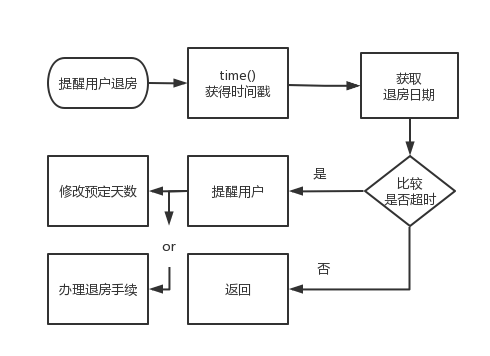 提醒用户退房
time()
获得时间戳
获取
退房日期
修改预定天数
提醒用户
是
比较
是否超时
or
办理退房手续
返回
否